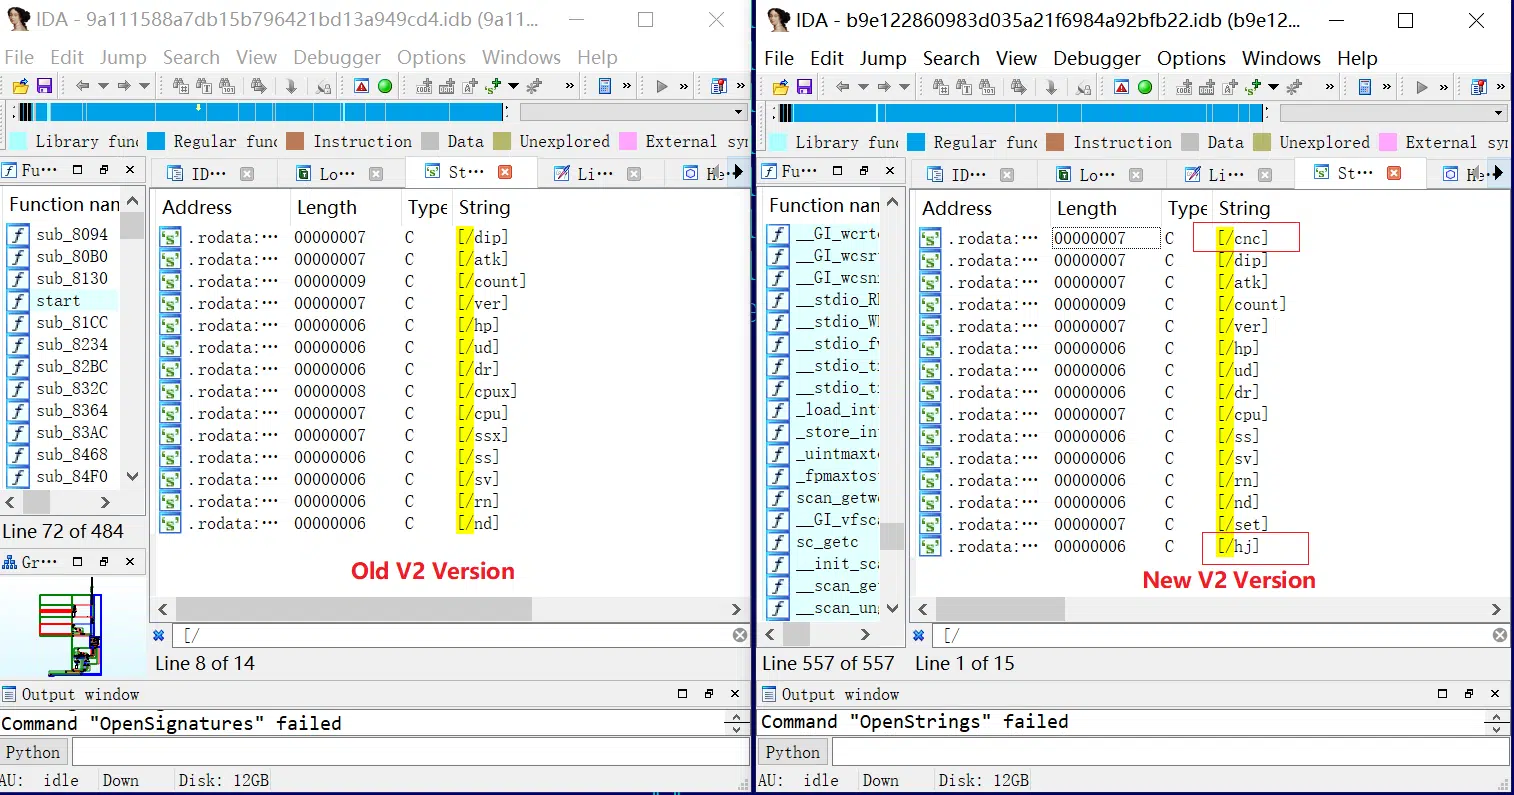 IDA - 9a111588a7db15b796421bd13a949cd4.idb (9a11...
File Edit Jump Search View Debugger Options Windows Help
Library func Regular func Instruction Data Unexplored External sy
Fu··· ID··· Lo··· St··· Li··· He··
Function nan
Address Length Type String
sub_8094
sub_80B0
sub_8130
start
sub_81CC
sub_8234
sub_82BC
sub_832C
sub_8364
sub_83AC
sub_8468
sub_84F0
.rodata:··· 00000007 C [/dip]
.rodata:··· 00000007 C [/atk]
.rodata:··· 00000009 C [/count]
.rodata:··· 00000007 C [/ver]
.rodata:··· 00000006 C [/hp]
.rodata:··· 00000006 C [/ud]
.rodata:··· 00000006 C [/dr]
.rodata:··· 00000008 C [/cpux]
.rodata:··· 00000007 C [/cpu]
.rodata:··· 00000007 C [/ssx]
.rodata:··· 00000006 C [/ss]
.rodata:··· 00000006 C [/sv]
.rodata:··· 00000006 C [/rn]
.rodata:··· 00000006 C [/nd]
Line 72 of 484
Gr···
Old V2 Version
[/
Line 8 of 14
Output window
Command "OpenSignatures" failed
Python
AU: idle Down Disk: 12GB
IDA - b9e122860983d035a21f6984a92bfb22.idb (b9e12...
File Edit Jump Search View Debugger Options Windows Help
Library func Regular func Instruction Data Unexplored External sy
Fu··· ID··· Lo··· Li··· St··· He··
Function nan
Address Length Type String
__GI_wcrto
__GI_wcsr
__GI_wcsn
__stdio_R
__stdio_W
__stdio_f
__stdio_t
__stdio_t
_load_int
_store_in
_uintmaxto
_fpmaxtos
scan_getw
__GI_vfsca
sc_getc
__init_sca
__scan_ge
__scan_un
.rodata:··· 00000007 C [/cnc]
.rodata:··· 00000007 C [/dip]
.rodata:··· 00000007 C [/atk]
.rodata:··· 00000009 C [/count]
.rodata:··· 00000007 C [/ver]
.rodata:··· 00000006 C [/hp]
.rodata:··· 00000006 C [/ud]
.rodata:··· 00000006 C [/dr]
.rodata:··· 00000007 C [/cpu]
.rodata:··· 00000006 C [/ss]
.rodata:··· 00000006 C [/sv]
.rodata:··· 00000006 C [/rn]
.rodata:··· 00000006 C [/nd]
.rodata:··· 00000007 C [/set]
.rodata:··· 00000006 C [/hj]
New V2 Version
[/
Line 557 of 557
Line 1 of 15
Output window
Command "OpenStrings" failed
Python
AU: idle Down Disk: 12GB